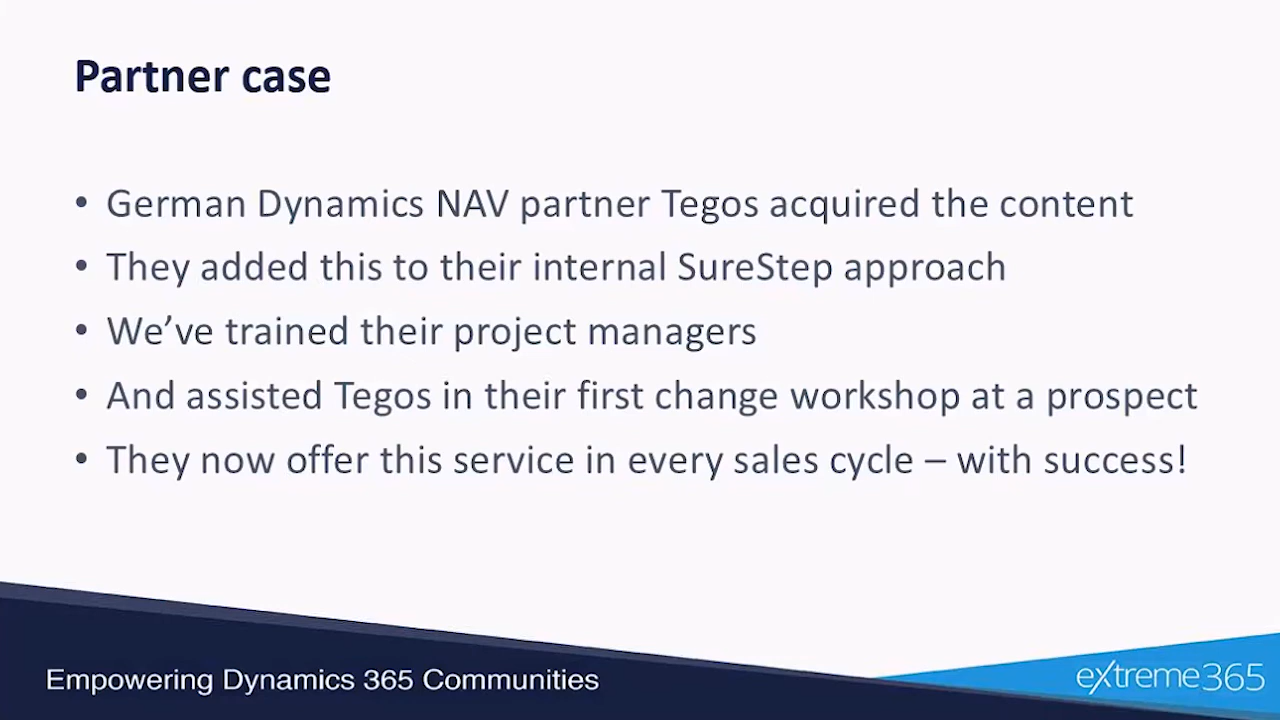 Partner case
• German Dynamics NAV partner Tegos acquired the content
• They added this to their internal SureStep approach
• We’ve trained their project managers
• And assisted Tegos in their first change workshop at a prospect
• They now offer this service in every sales cycle – with success!
Empowering Dynamics 365 Communities
eXtreme365